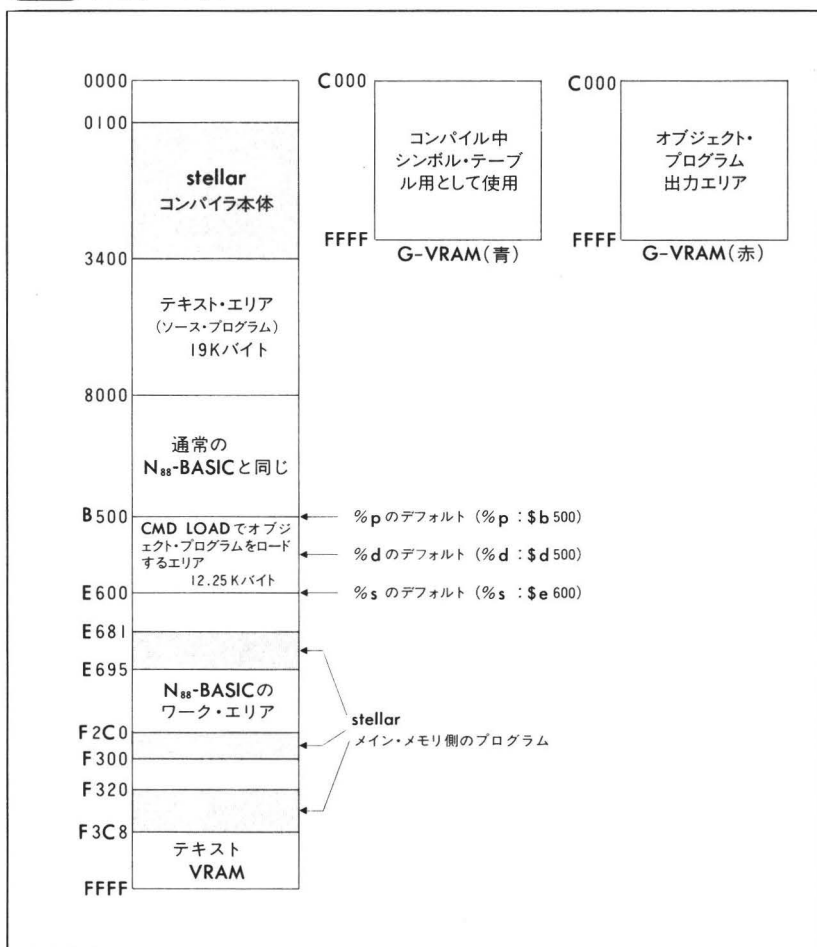 0000
0100
stellar
コンパイラ本体
3400
テキスト・エリア
(ソース・プログラム)
19Kバイト
8000
通常の
N₈₈-BASICと同じ
B500
CMD LOADでオブジ
ェクト・プログラムをロード
するエリア
12.25Kバイト
E600
E681
E695
N₈₈-BASICの
ワーク・エリア
F2C0
F300
F320
F3C8
テキスト
VRAM
FFFF
C000
コンパイル中
シンボル・テーブ
ル用として使用
FFFF
G-VRAM(青)
C000
オブジェクト・
プログラム
出力エリア
FFFF
G-VRAM(赤)
%pのデフォルト(%p:$b500)
%dのデフォルト(%d:$d500)
%sのデフォルト(%s:$e600)
stellar
メイン・メモリ側のプログラム